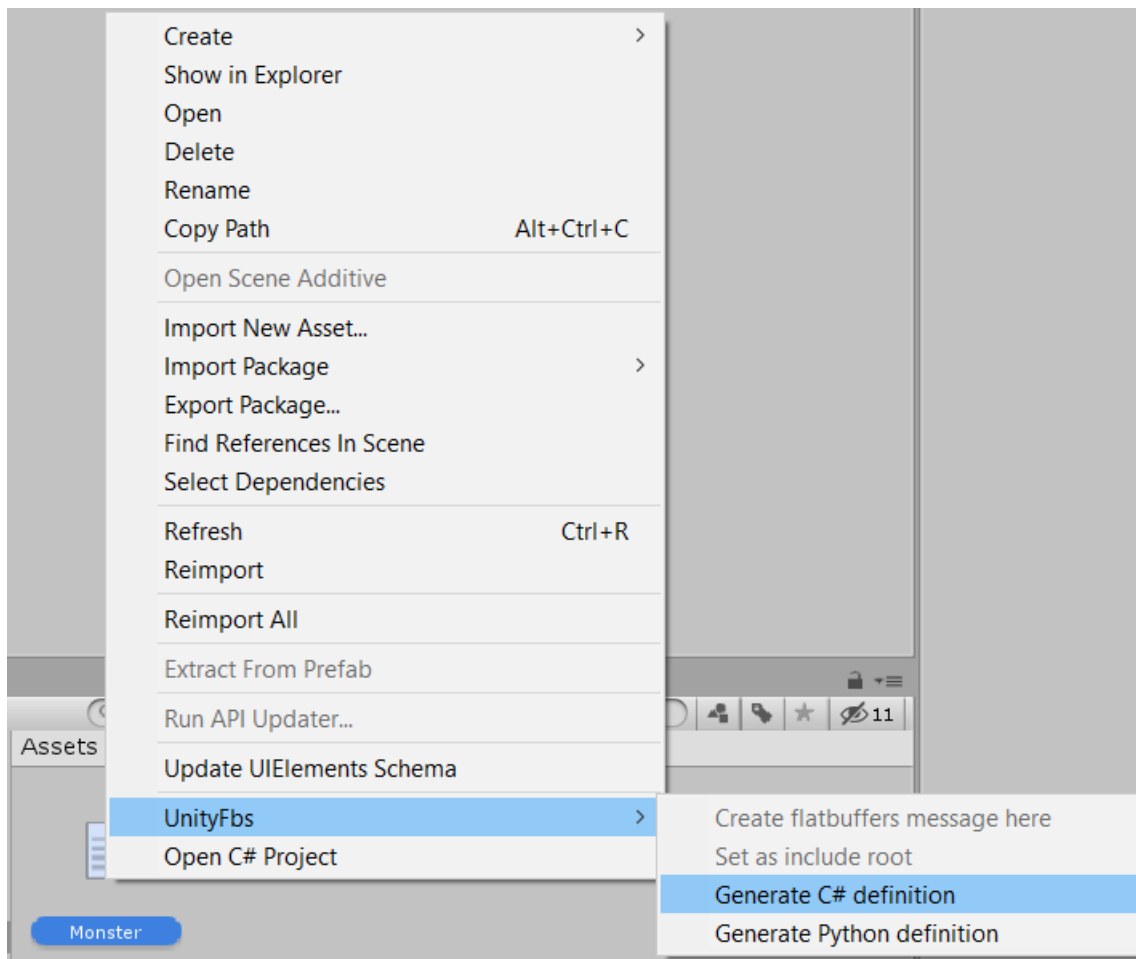 Create
Show in Explorer
Open
Delete
Rename
Copy Path Alt+Ctrl+C
Open Scene Additive
Import New Asset...
Import Package
Export Package...
Find References In Scene
Select Dependencies
Refresh Ctrl+R
Reimport
Reimport All
Extract From Prefab
Run API Updater...
11
Assets
Update UIElements Schema
UnityFbs
Open C# Project
Create flatbuffers message here
Set as include root
Generate C# definition
Generate Python definition
Monster